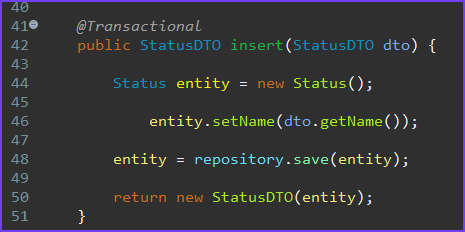 40
41 @Transactional
42 public StatusDTO insert(StatusDTO dto) {
43
44 Status entity = new Status();
45
46 entity.setName(dto.getName());
47
48 entity = repository.save(entity);
49
50 return new StatusDTO(entity);
51 }